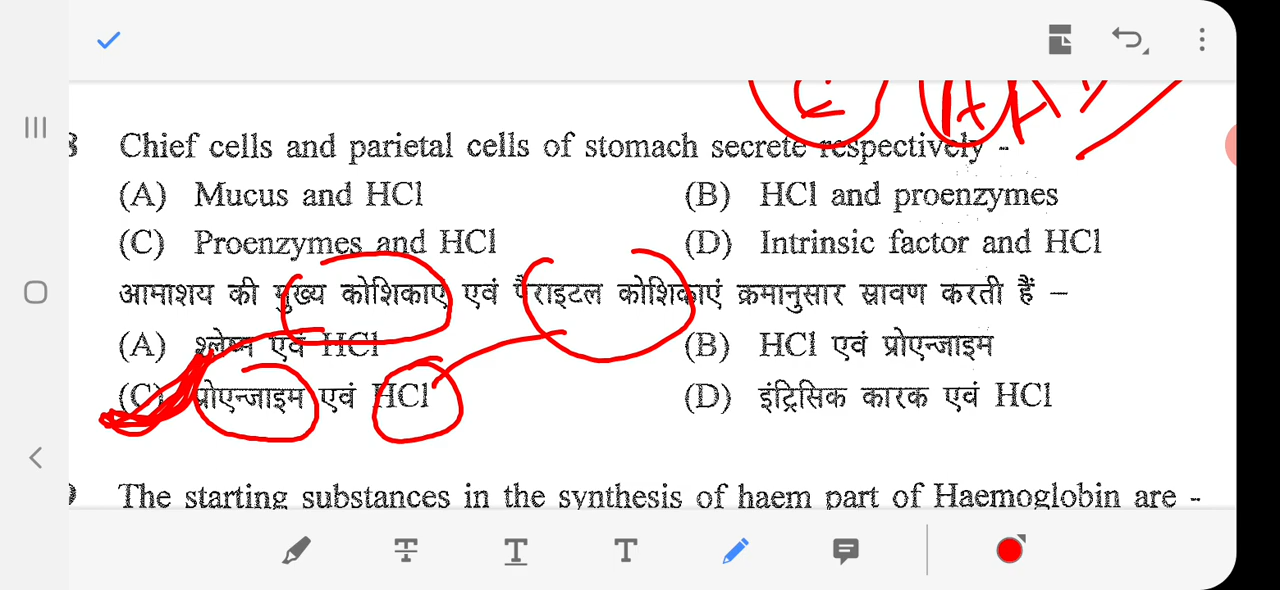 8 Chief cells and parietal cells of stomach secrete respectively -
(A) Mucus and HCl (B) HCl and proenzymes
(C) Proenzymes and HCl (D) Intrinsic factor and HCl
आमाशय की मुख्य कोशिकाएं एवं पैराइटल कोशिकाएं क्रमानुसार स्रावण करती हैं –
(A) श्लेष्म एवं HCl (B) HCl एवं प्रोएन्जाइम
(C) प्रोएन्जाइम एवं HCl (D) इंट्रिसिक कारक एवं HCl
9 The starting substances in the synthesis of haem part of Haemoglobin are -
T T T